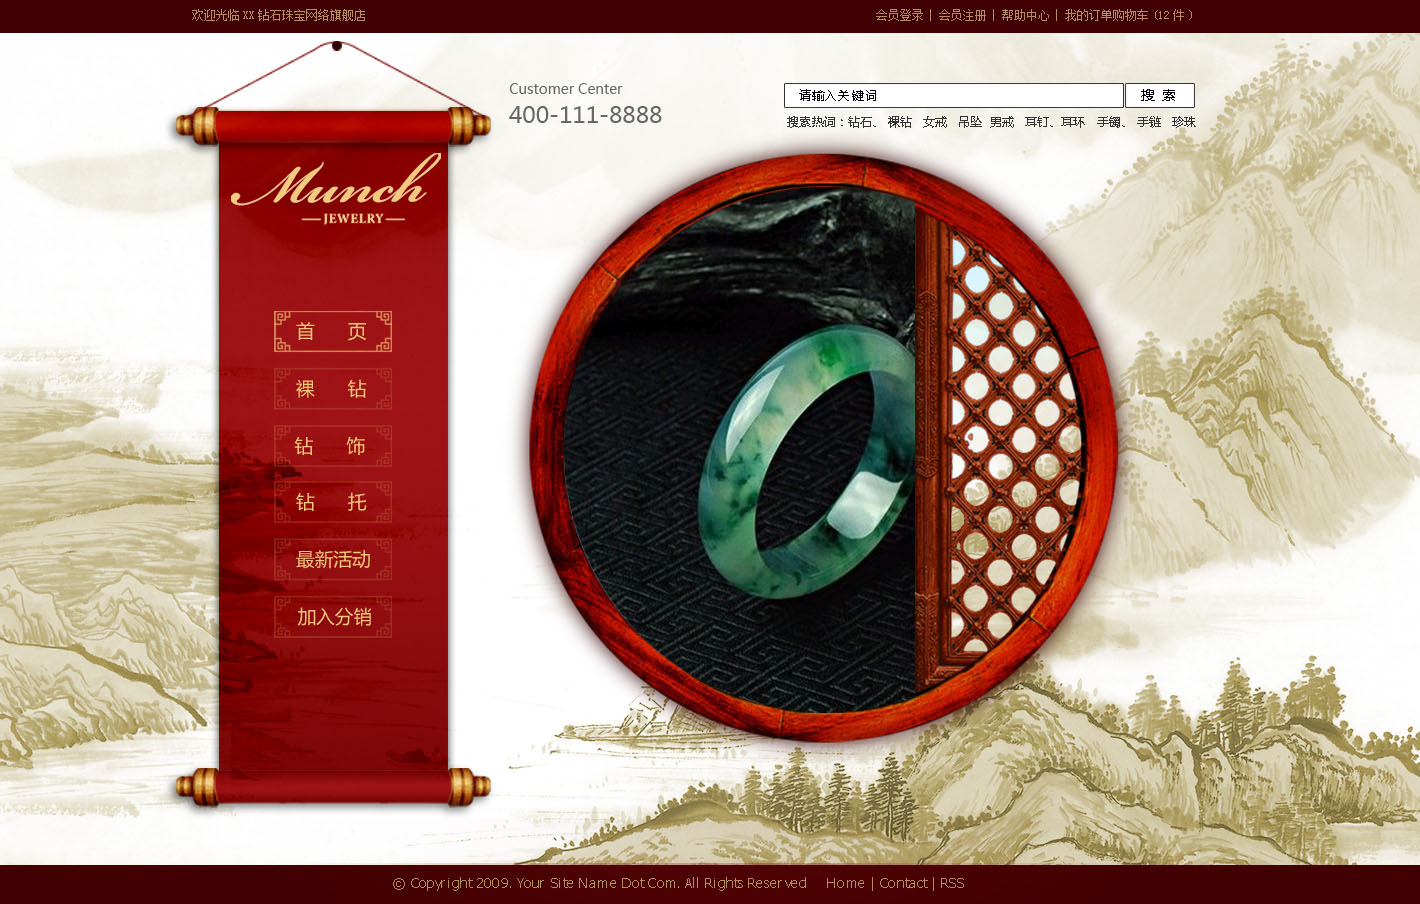 欢迎光临 XX 钻石珠宝网络旗舰店
会员登录 | 会员注册 | 帮助中心 | 我的订单购物车 (12 件 )
Customer Center
400-111-8888
请输入关键词
搜 索
搜索热词：钻石、 裸钻 女戒 吊坠 男戒 耳钉、耳环 手镯、 手链 珍珠
Munch
JEWELRY
首 页
裸 钻
钻 饰
钻 托
最新活动
加入分销
© Copyright 2009. Your Site Name Dot Com. All Rights Reserved Home | Contact | RSS